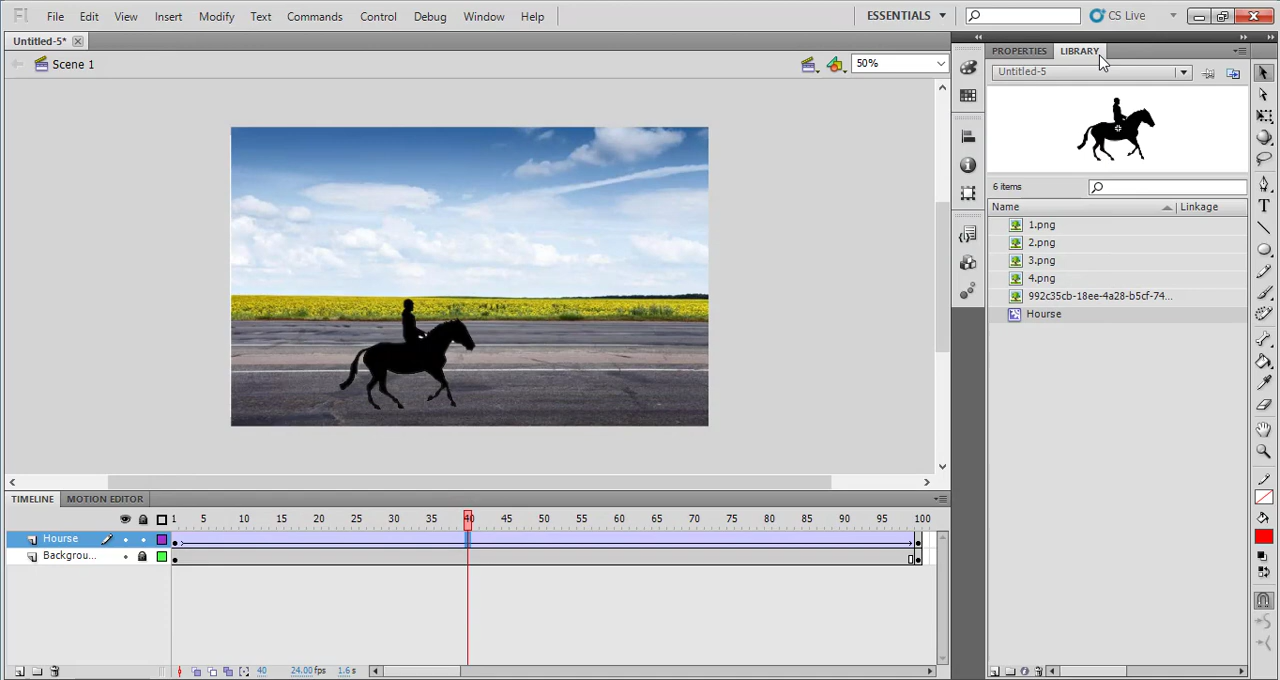 Fl File Edit View Insert Modify Text Commands Control Debug Window Help ESSENTIALS CS Live
Untitled-5*
Scene 1 50%
PROPERTIES LIBRARY
Untitled-5
6 items
Name Linkage
1.png
2.png
3.png
4.png
992c35cb-18ee-4a28-b5cf-74...
Hourse
TIMELINE MOTION EDITOR
1 5 10 15 20 25 30 35 40 45 50 55 60 65 70 75 80 85 90 95 100
Hourse
Backgrou...
40 24.00 fps 1.6 s